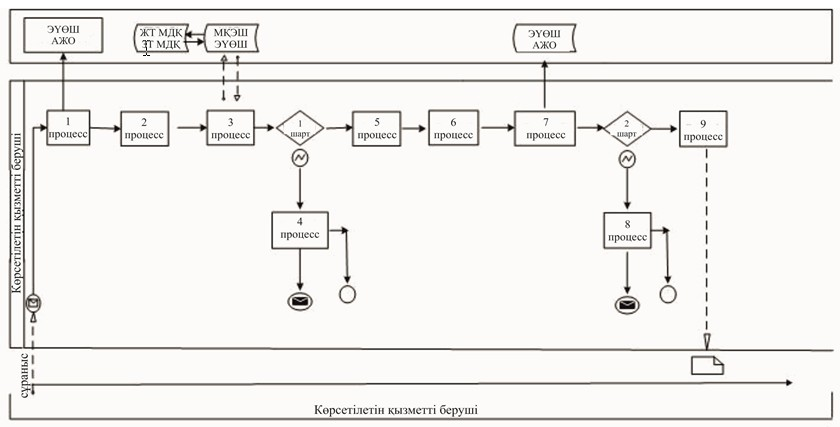 ЭҮӨШ
АЖО
ЖТ МДҚ
ЗТ МДҚ
МҚЭШ
ЭҮӨШ
ЭҮӨШ
АЖО
1
процесс
2
процесс
3
процесс
1
шарт
5
процесс
6
процесс
7
процесс
2
шарт
9
процесс
4
процесс
8
процесс
Көрсетілетін қызметті беруші
сұраныс
Көрсетілетін қызметті беруші